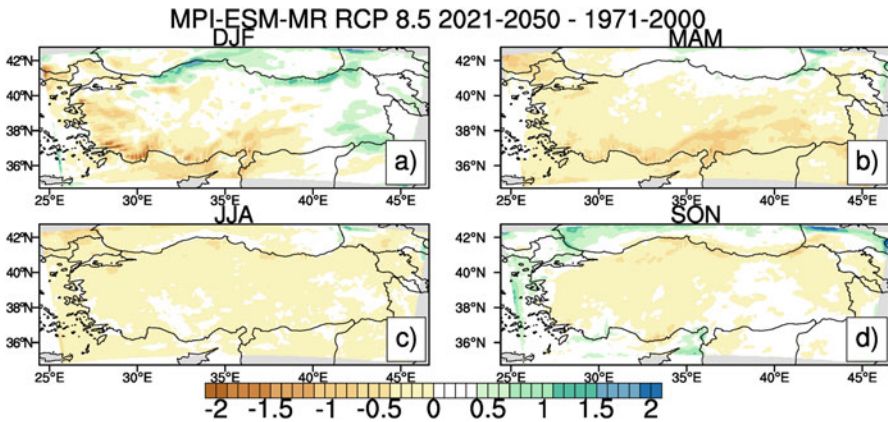 MPI-ESM-MR RCP 8.5 2021-2050 - 1971-2000
DJF MAM
42°N 42°N
40°N 40°N
38°N 38°N
36°N 36°N
a) b)
25°E 30°E 35°E 40°E 45°E 25°E 30°E 35°E 40°E 45°E
JJA SON
42°N 42°N
40°N 40°N
38°N 38°N
36°N 36°N
c) d)
25°E 30°E 35°E 40°E 45°E 25°E 30°E 35°E 40°E 45°E
-2 -1.5 -1 -0.5 0 0.5 1 1.5 2